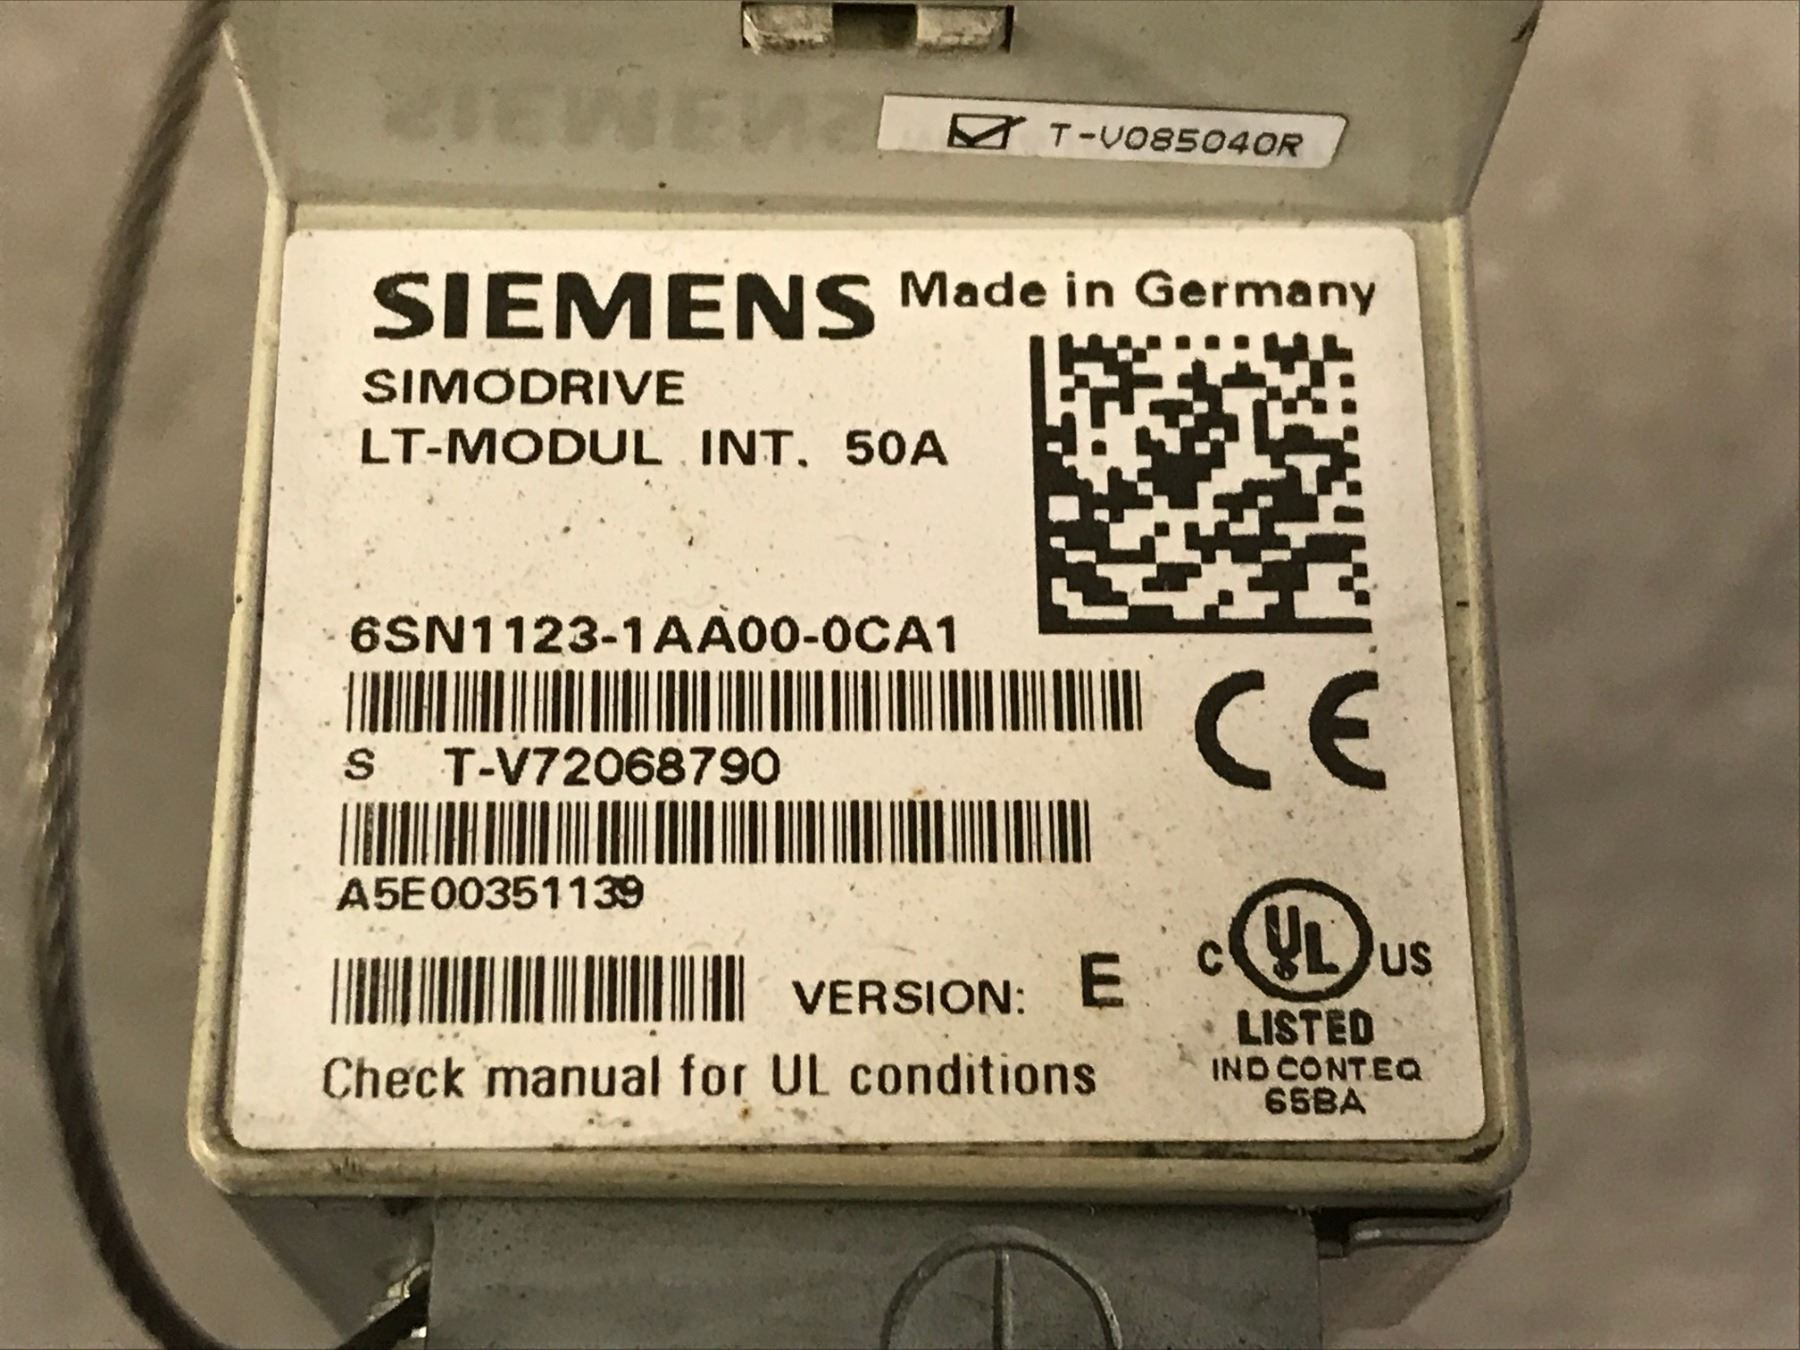 T-V085040R
SIEMENS Made in Germany
SIMODRIVE
LT-MODUL INT. 50A
6SN1123-1AA00-0CA1
S T-V72068790
A5E00351139
VERSION: E
C UL US
LISTED
IND CONT EQ
65BA
Check manual for UL conditions
CE